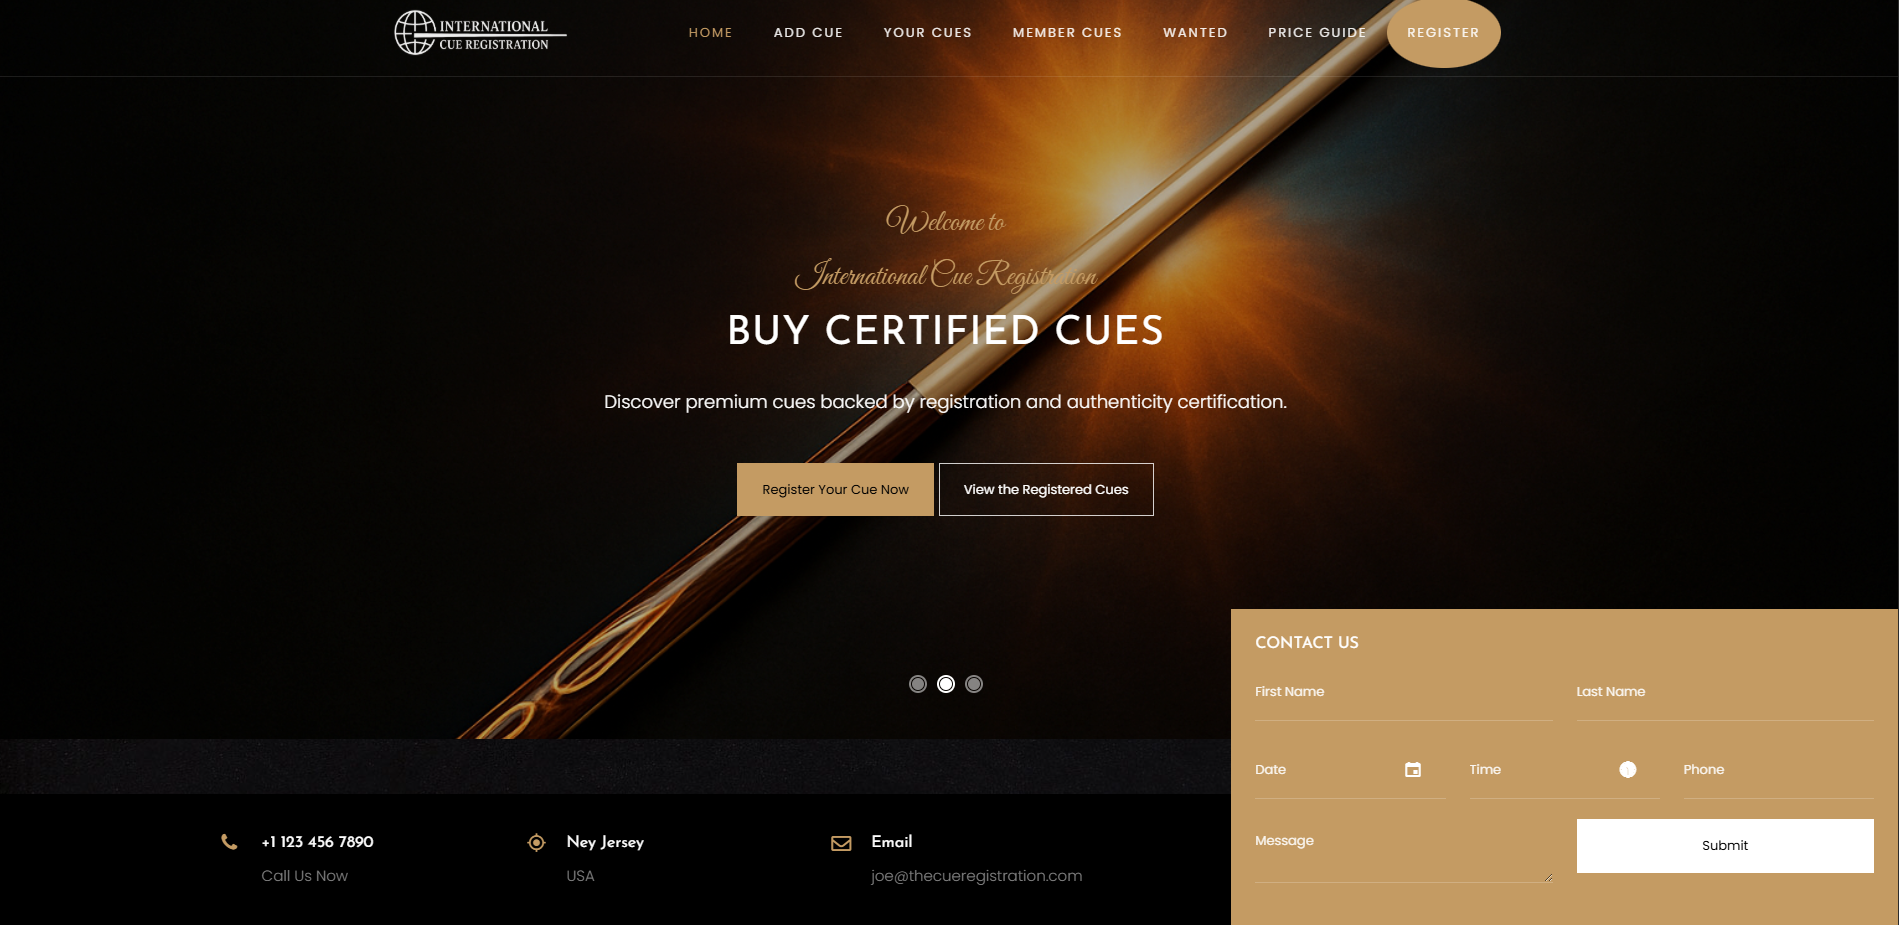 INTERNATIONAL
CUE REGISTRATION
HOME ADD CUE YOUR CUES MEMBER CUES WANTED PRICE GUIDE REGISTER
Welcome to
International Cue Registration
BUY CERTIFIED CUES
Discover premium cues backed by registration and authenticity certification.
Register Your Cue Now View the Registered Cues
CONTACT US
First Name Last Name
Date Time Phone
Message Submit
+1 123 456 7890
Call Us Now
Ney Jersey
USA
Email
joe@thecueregistration.com